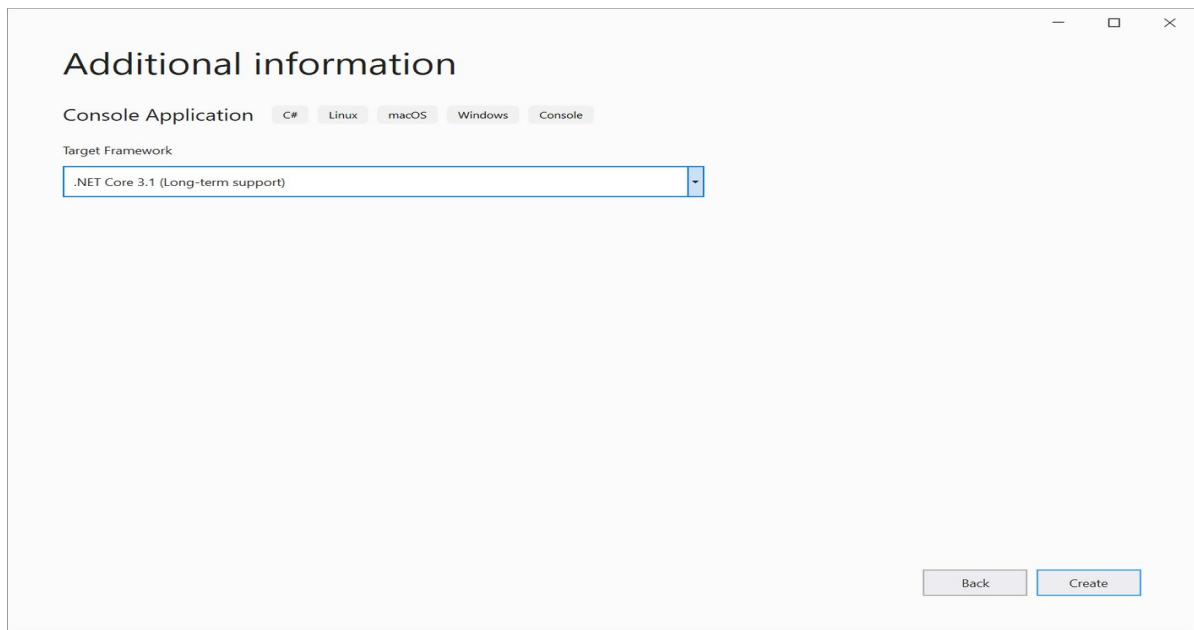 Additional information
Console Application C# Linux macOS Windows Console
Target Framework
.NET Core 3.1 (Long-term support)
Back Create